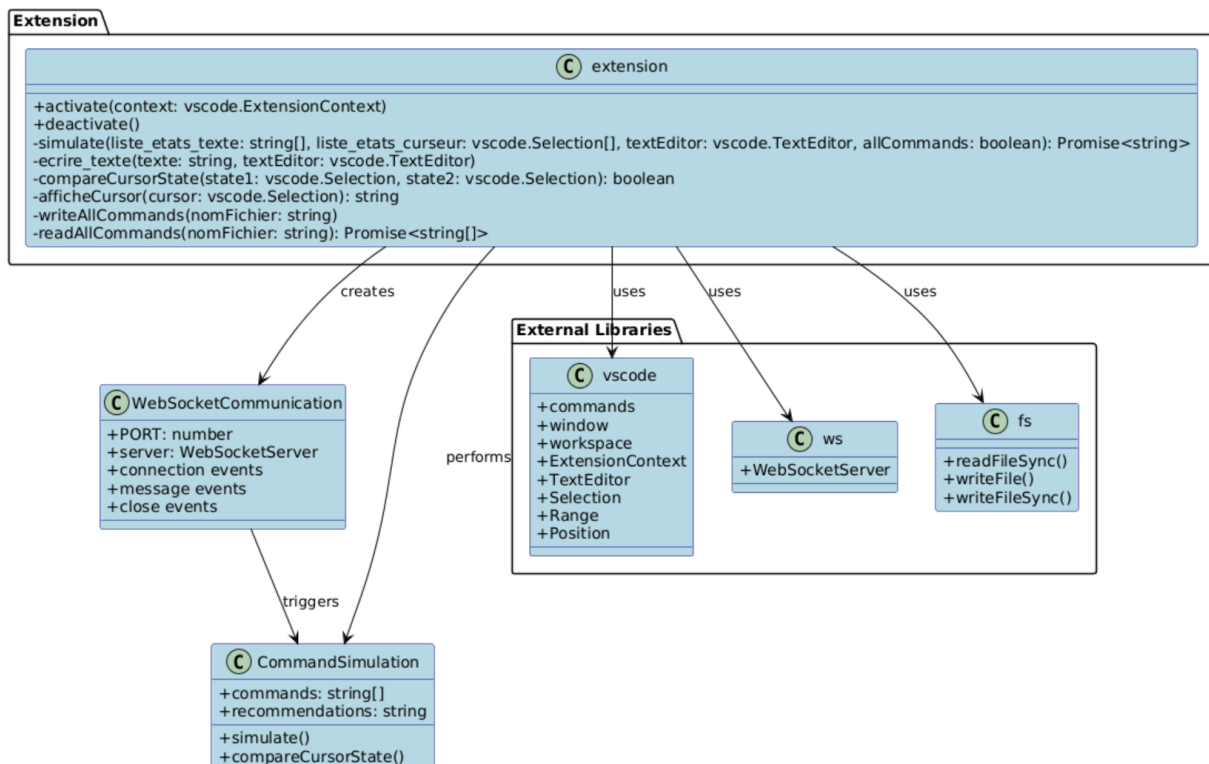 Extension
C extension
+activate(context: vscode.ExtensionContext)
+deactivate()
-simulate(liste_etats_texte: string[], liste_etats_curseur: vscode.Selection[], textEditor: vscode.TextEditor, allCommands: boolean): Promise<string>
-ecrire_texte(texte: string, textEditor: vscode.TextEditor)
-compareCursorState(state1: vscode.Selection, state2: vscode.Selection): boolean
-afficheCursor(cursor: vscode.Selection): string
-writeAllCommands(nomFichier: string)
-readAllCommands(nomFichier: string): Promise<string[]>
creates
uses
uses
uses
External Libraries
C vscode
+commands
+window
+workspace
+ExtensionContext
+TextEditor
+Selection
+Range
+Position
C ws
+WebSocketServer
C fs
+readFileSync()
+writeFile()
+writeFileSync()
C WebSocketCommunication
+PORT: number
+server: WebSocketServer
+connection events
+message events
+close events
performs
triggers
C CommandSimulation
+commands: string[]
+recommendations: string
+simulate()
+compareCursorState()